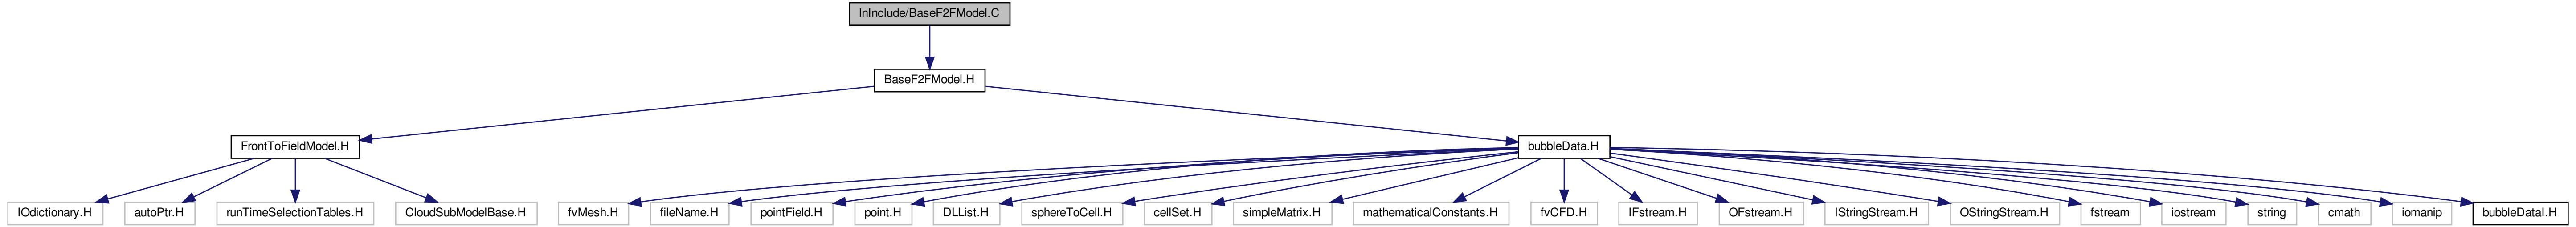 lnInclude/BaseF2FModel.C
BaseF2FModel.H
FrontToFieldModel.H
bubbleData.H
IOdictionary.H
autoPtr.H
runTimeSelectionTables.H
CloudSubModelBase.H
fvMesh.H
fileName.H
pointField.H
point.H
DLList.H
sphereToCell.H
cellSet.H
simpleMatrix.H
mathematicalConstants.H
fvCFD.H
IFstream.H
OFstream.H
IStringStream.H
OStringStream.H
fstream
iostream
string
cmath
iomanip
bubbleDataI.H